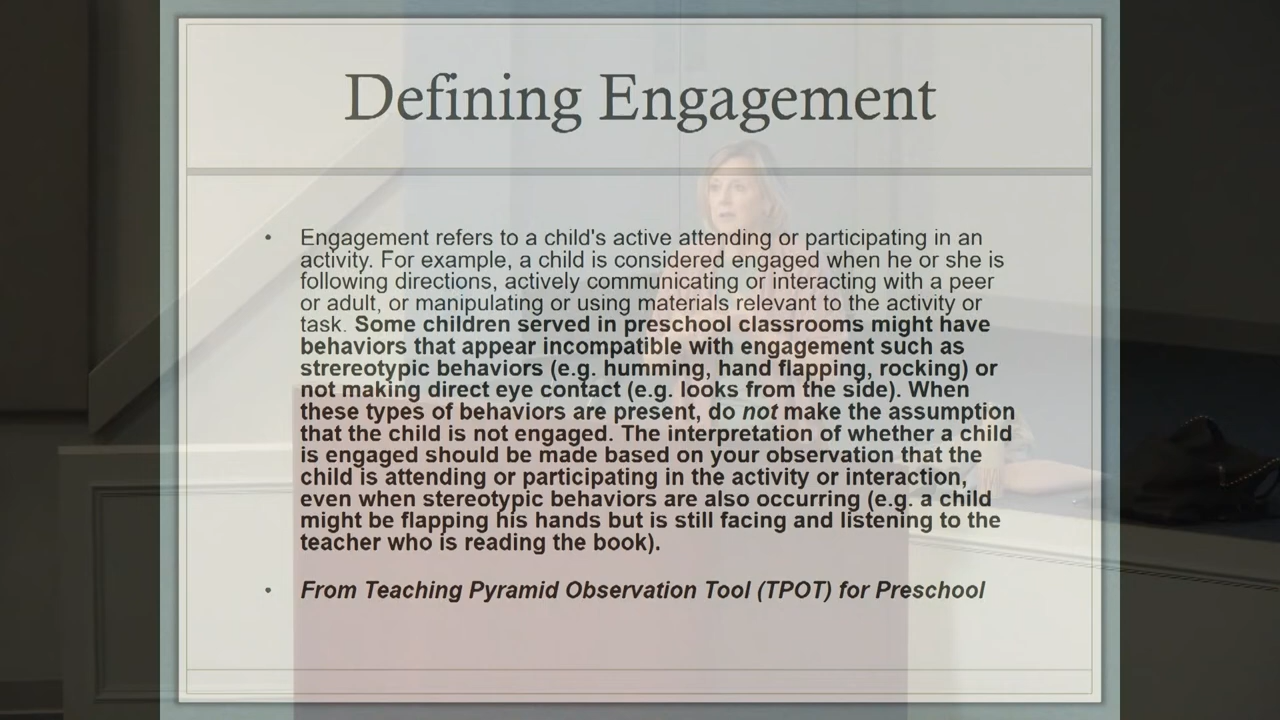 Defining Engagement
• Engagement refers to a child's active attending or participating in an
activity. For example, a child is considered engaged when he or she is
following directions, actively communicating or interacting with a peer
or adult, or manipulating or using materials relevant to the activity or
task. Some children served in preschool classrooms might have
behaviors that appear incompatible with engagement such as
strereotypic behaviors (e.g. humming, hand flapping, rocking) or
not making direct eye contact (e.g. looks from the side). When
these types of behaviors are present, do not make the assumption
that the child is not engaged. The interpretation of whether a child
is engaged should be made based on your observation that the
child is attending or participating in the activity or interaction,
even when stereotypic behaviors are also occurring (e.g. a child
might be flapping his hands but is still facing and listening to the
teacher who is reading the book).
• From Teaching Pyramid Observation Tool (TPOT) for Preschool